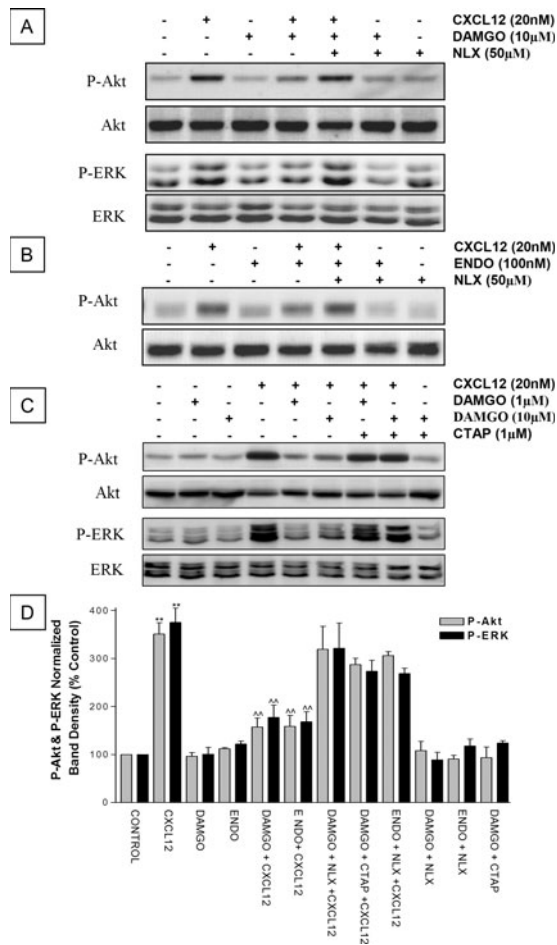 A
- + - + + - - CXCL12 (20nM)
- - + + + + - DAMGO (10µM)
- - - - + + + NLX (50µM)
P-Akt
Akt
P-ERK
ERK
B
- + - + + - - CXCL12 (20nM)
- - + + + + - ENDO (100nM)
- - - - + + + NLX (50µM)
P-Akt
Akt
C
- - - + + + + + - CXCL12 (20nM)
- + - - + - + - - DAMGO (1µM)
- - + - - + - + + DAMGO (10µM)
- - - - - - + + + CTAP (1µM)
P-Akt
Akt
P-ERK
ERK
D
P-Akt & P-ERK Normalized
Band Density (% Control)
400
300
200
100
0
** **
^^ ^^
^^ ^^
P-Akt
P-ERK
CONTROL
CXCL12
DAMGO
ENDO
DAMGO + CXCL12
E NDO+ CXCL12
DAMGO + NLX +CXCL12
DAMGO + CTAP +CXCL12
ENDO + NLX +CXCL12
DAMGO + NLX
ENDO + NLX
DAMGO + CTAP